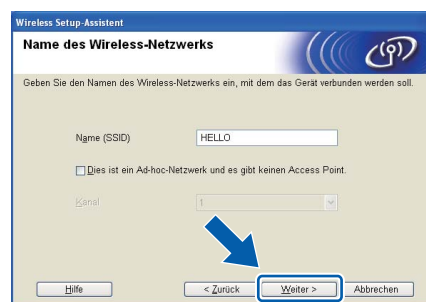 Wireless Setup-Assistent
Name des Wireless-Netzwerks
Geben Sie den Namen des Wireless-Netzwerks ein, mit dem das Gerät verbunden werden soll.
Name (SSID) HELLO
Dies ist ein Ad-hoc-Netzwerk und es gibt keinen Access Point.
Kanal 1
Hilfe < Zurück Weiter > Abbrechen